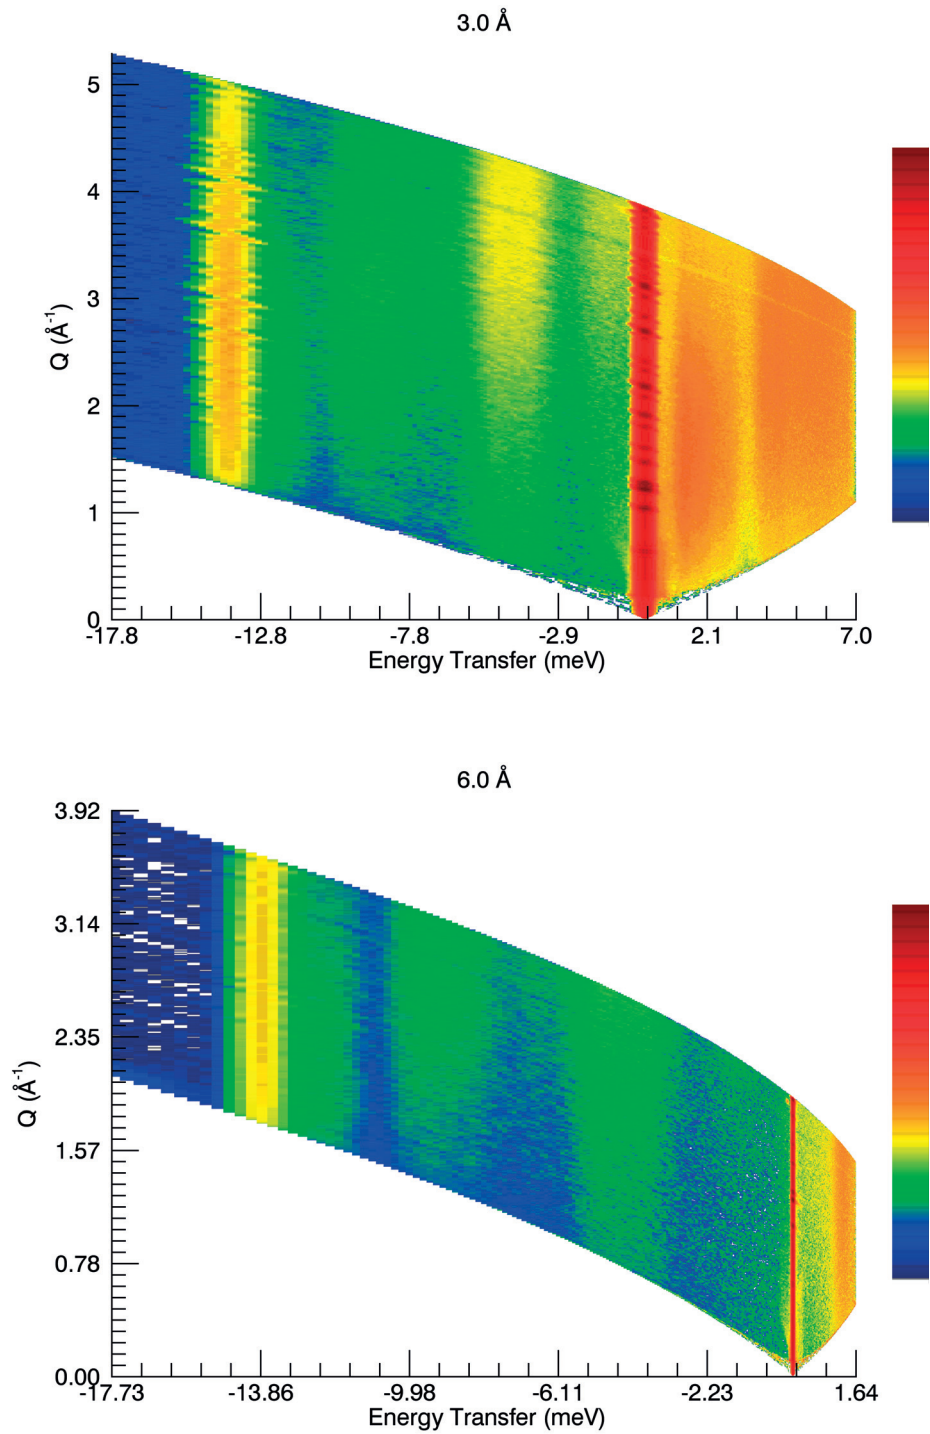 3.0 Å
5
4
3
2
1
0
Q (Å-1)
-17.8 -12.8 -7.8 -2.9 2.1 7.0
Energy Transfer (meV)
6.0 Å
3.92
3.14
2.35
1.57
0.78
0.00
Q (Å-1)
-17.73 -13.86 -9.98 -6.11 -2.23 1.64
Energy Transfer (meV)